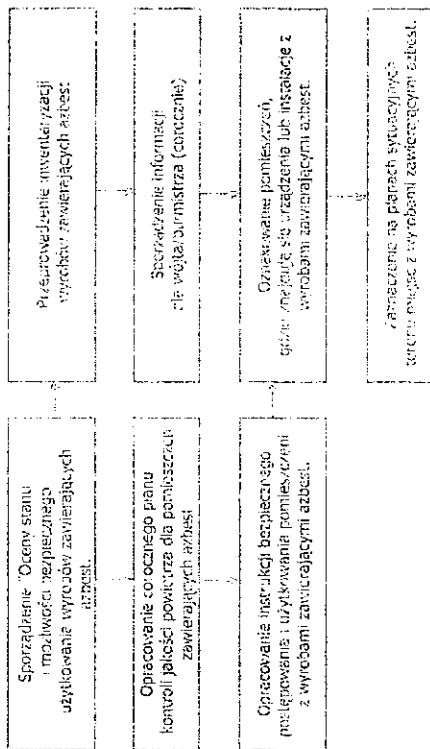 Sporządzenie "Oceny stanu
i możliwości bezpiecznego
użytkowania wyrobów zawierających
azbest.
Przeprowadzenie inwentaryzacji
wyrobów zawierających azbest
Opracowanie corocznego planu
kontroli jakości powietrza dla pomieszczeń
zawierających azbest
Sporządzenie informacji
dla wójta/burmistrza (corocznie)
Opracowanie instrukcji bezpiecznego
postępowania i użytkowania pomieszczeń
z wyrobami zawierającymi azbest.
Oznakowanie pomieszczeń,
gdzie znajdują się urządzenia lub instalacje z
wyrobami zawierającymi azbest.
Zaznaczenie na planach sytuacyjnych
terenu miejsc z wyrobami zawierającymi azbest.